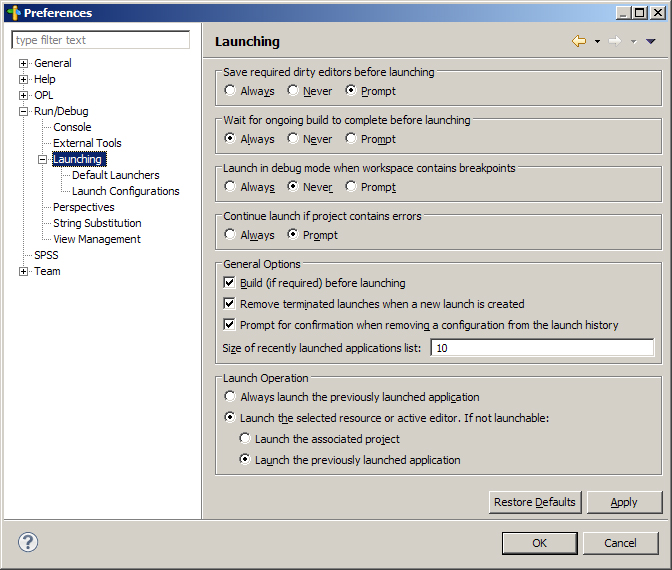 Preferences
type filter text
General
Help
OPL
Run/Debug
Console
External Tools
Launching
Default Launchers
Launch Configurations
Perspectives
String Substitution
View Management
SPSS
Team
Launching
Save required dirty editors before launching
Always Never Prompt
Wait for ongoing build to complete before launching
Always Never Prompt
Launch in debug mode when workspace contains breakpoints
Always Never Prompt
Continue launch if project contains errors
Always Prompt
General Options
Build (if required) before launching
Remove terminated launches when a new launch is created
Prompt for confirmation when removing a configuration from the launch history
Size of recently launched applications list: 10
Launch Operation
Always launch the previously launched application
Launch the selected resource or active editor. If not launchable:
Launch the associated project
Launch the previously launched application
Restore Defaults Apply
? OK Cancel